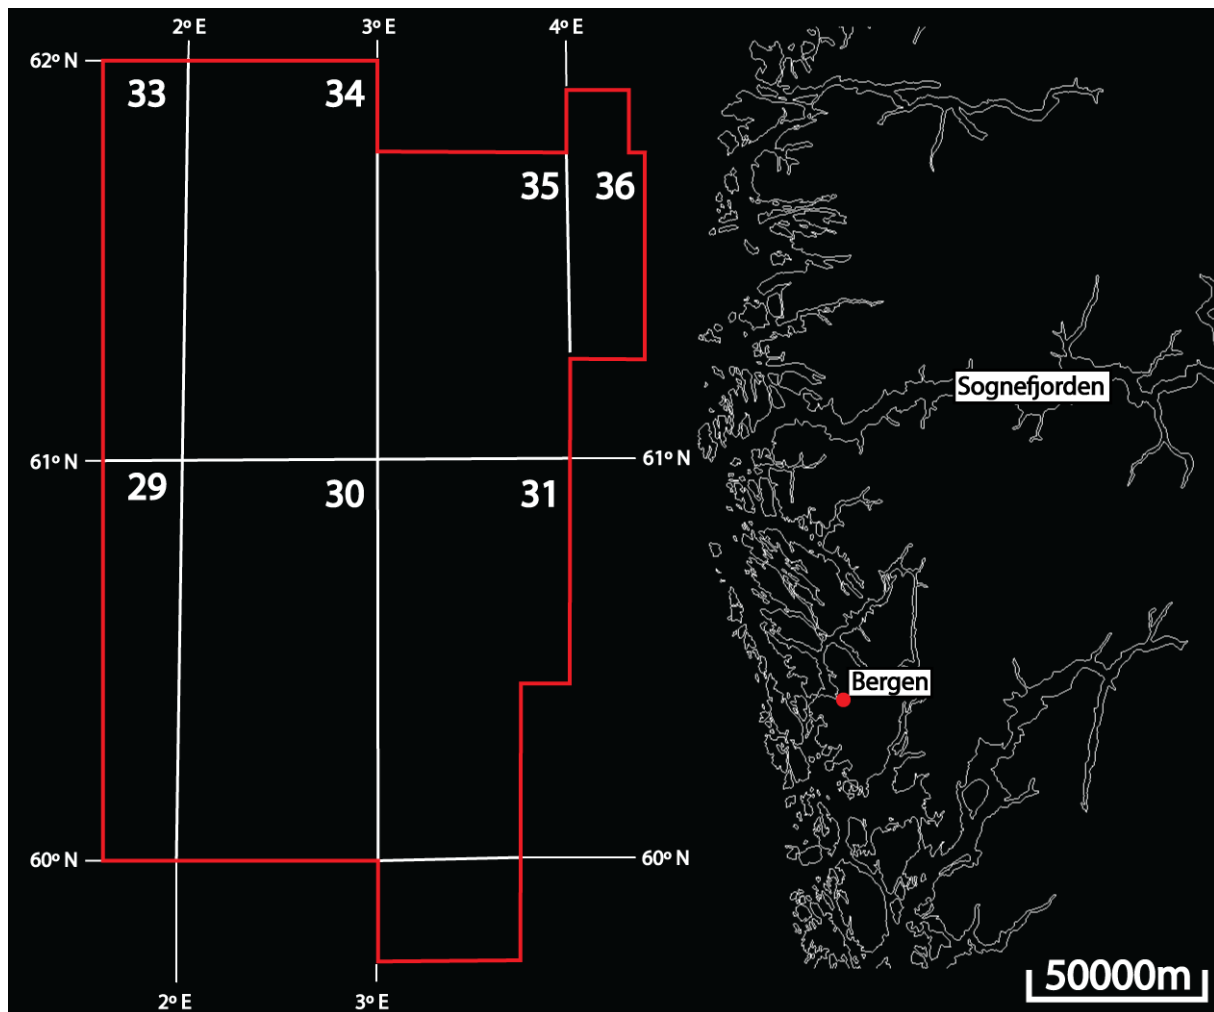 2º E 3º E 4º E
62º N
33 34
35 36
Sognefjorden
61º N 61º N
29 30 31
Bergen
60º N 60º N
50000m
2º E 3º E